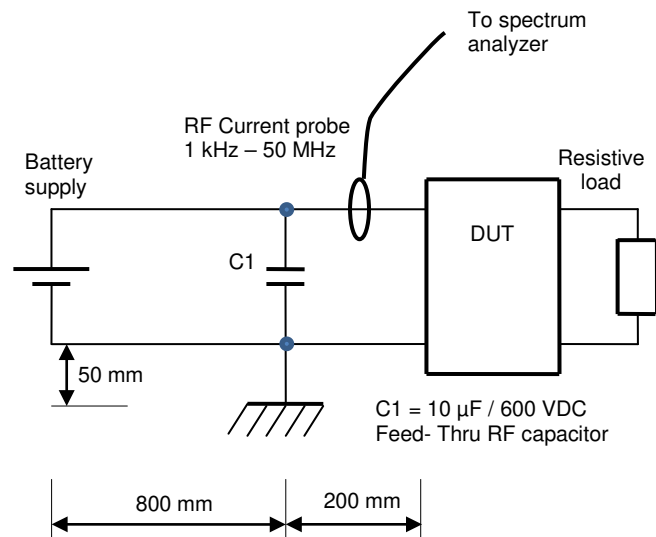 To spectrum
analyzer
RF Current probe
1 kHz – 50 MHz
Battery
supply
Resistive
load
DUT
C1
50 mm
C1 = 10 µF / 600 VDC
Feed- Thru RF capacitor
800 mm
200 mm